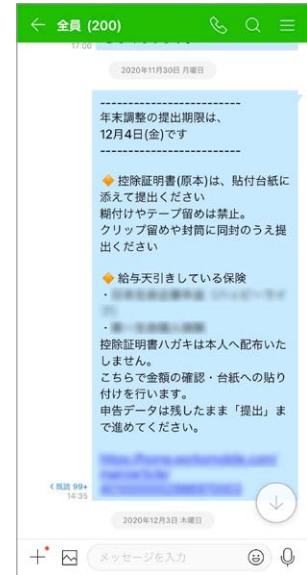 全員 (200)
17:00
2020年11月30日 月曜日
------------------------
年末調整の提出期限は、
12月4日(金)です
------------------------
🔶 控除証明書(原本)は、貼付台紙に
添えて提出ください
糊付けやテープ留めは禁止。
クリップ留めや封筒に同封のうえ提
出ください
🔶 給与天引きしている保険
・
・
控除証明書ハガキは本人へ配布いた
しません。
こちらで金額の確認・台紙への貼り
付けを行います。
申告データは残したまま「提出」ま
で進めてください。
既読 99+
14:35
2020年12月3日 木曜日
メッセージを入力